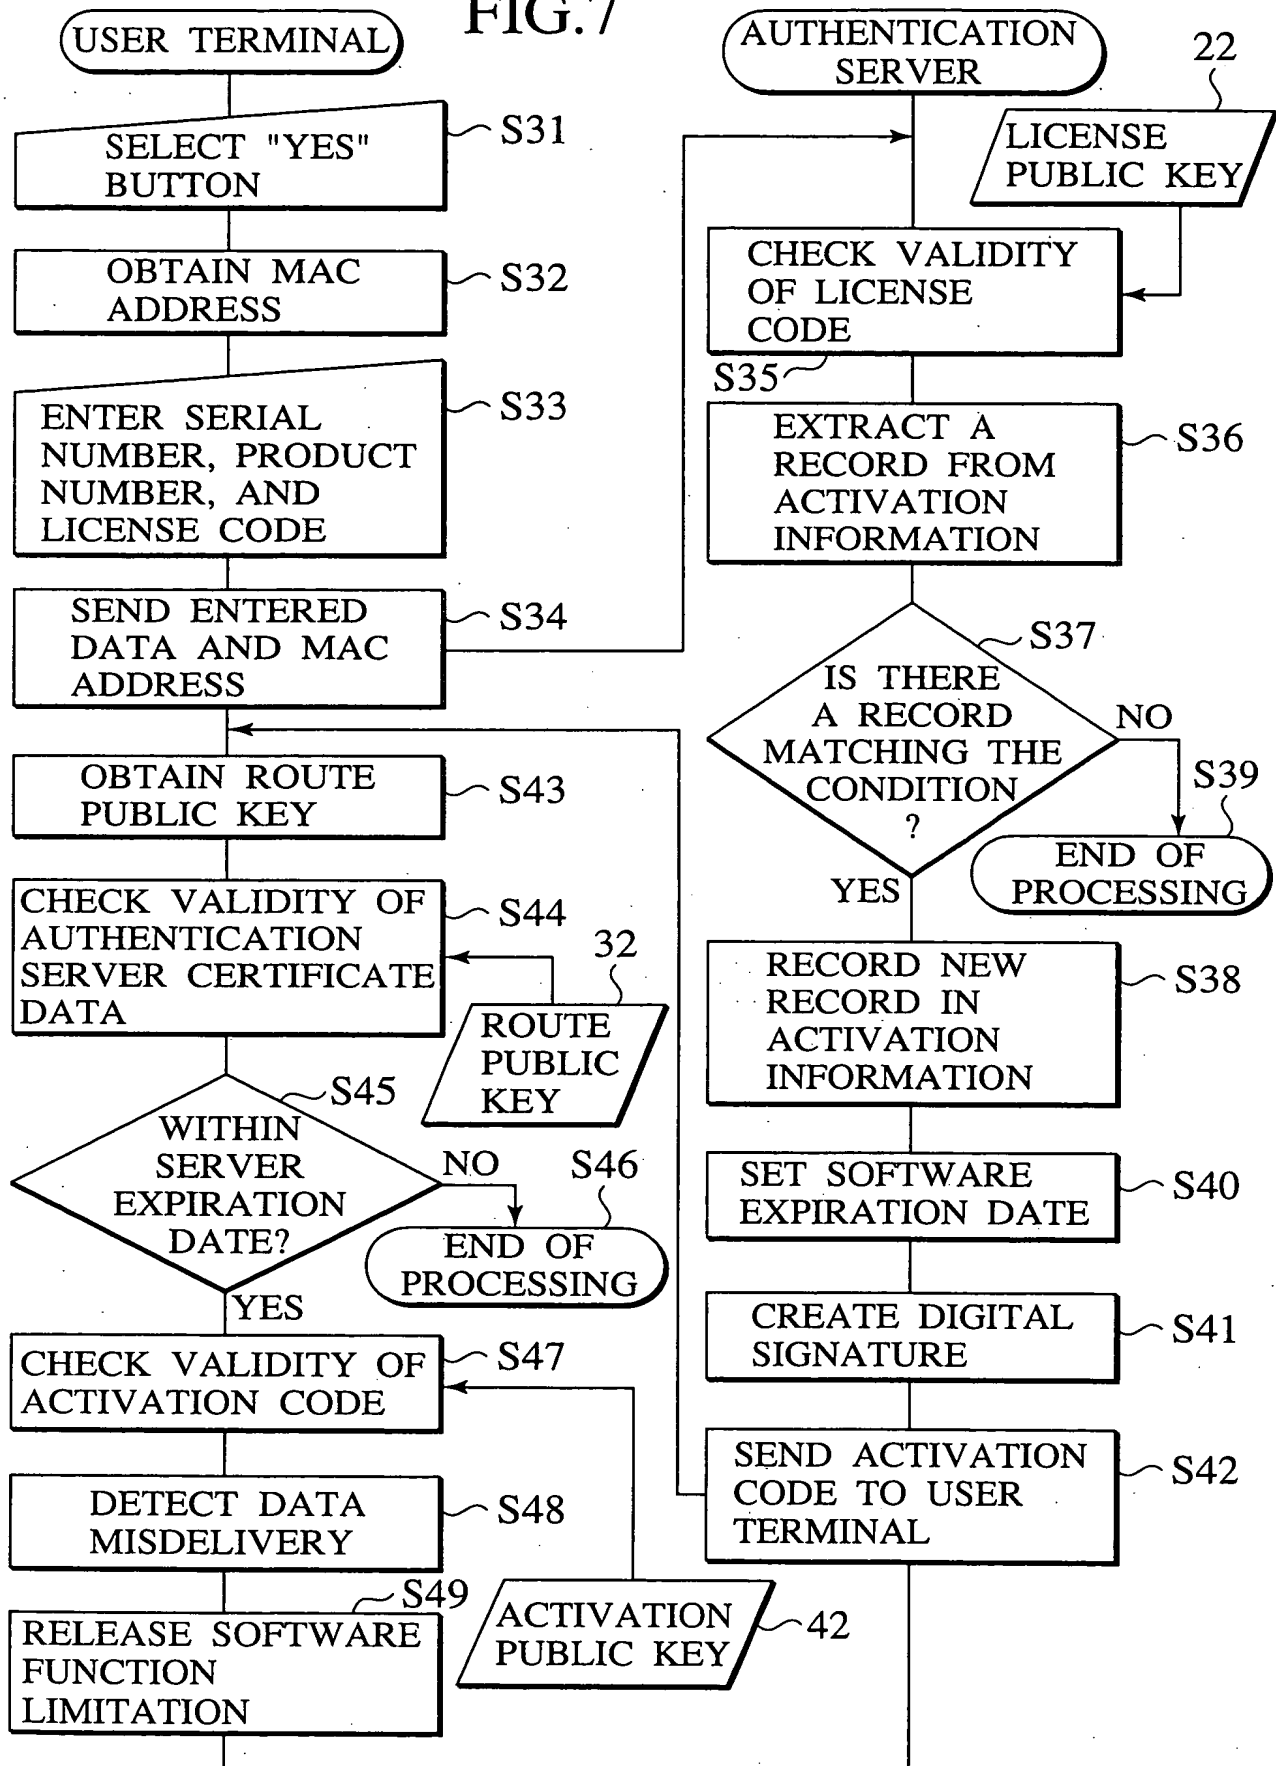 FIG.7
USER TERMINAL
SELECT "YES"
BUTTON
S31
OBTAIN MAC
ADDRESS
S32
ENTER SERIAL
NUMBER, PRODUCT
NUMBER, AND
LICENSE CODE
S33
SEND ENTERED
DATA AND MAC
ADDRESS
S34
OBTAIN ROUTE
PUBLIC KEY
S43
CHECK VALIDITY OF
AUTHENTICATION
SERVER CERTIFICATE
DATA
S44
32
ROUTE
PUBLIC
KEY
WITHIN
SERVER
EXPIRATION
DATE?
S45
NO
S46
END OF
PROCESSING
YES
CHECK VALIDITY OF
ACTIVATION CODE
S47
DETECT DATA
MISDELIVERY
S48
S49
RELEASE SOFTWARE
FUNCTION
LIMITATION
ACTIVATION
PUBLIC KEY
42
AUTHENTICATION
SERVER
22
LICENSE
PUBLIC KEY
CHECK VALIDITY
OF LICENSE
CODE
S35
EXTRACT A
RECORD FROM
ACTIVATION
INFORMATION
S36
S37
IS THERE
A RECORD
MATCHING THE
CONDITION
?
NO
S39
END OF
PROCESSING
YES
RECORD NEW
RECORD IN
ACTIVATION
INFORMATION
S38
SET SOFTWARE
EXPIRATION DATE
S40
CREATE DIGITAL
SIGNATURE
S41
SEND ACTIVATION
CODE TO USER
TERMINAL
S42